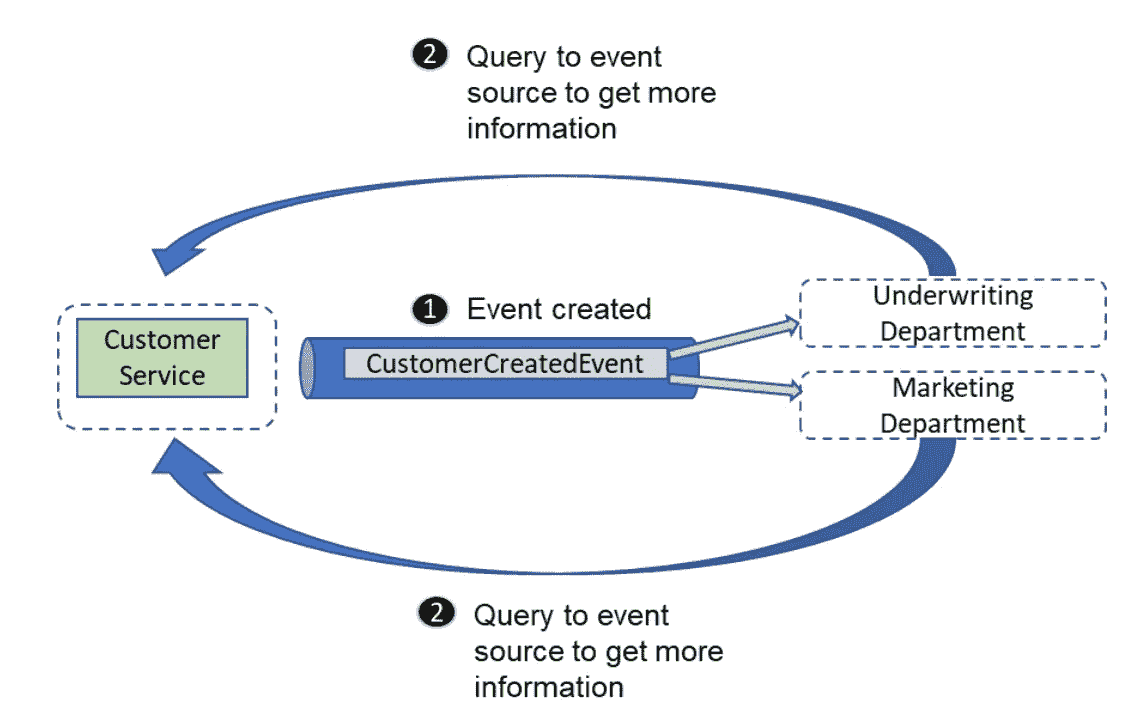 2 Query to event
source to get more
information
Underwriting
Department
1 Event created
Customer
Service
CustomerCreatedEvent
Marketing
Department
2 Query to event
source to get more
information